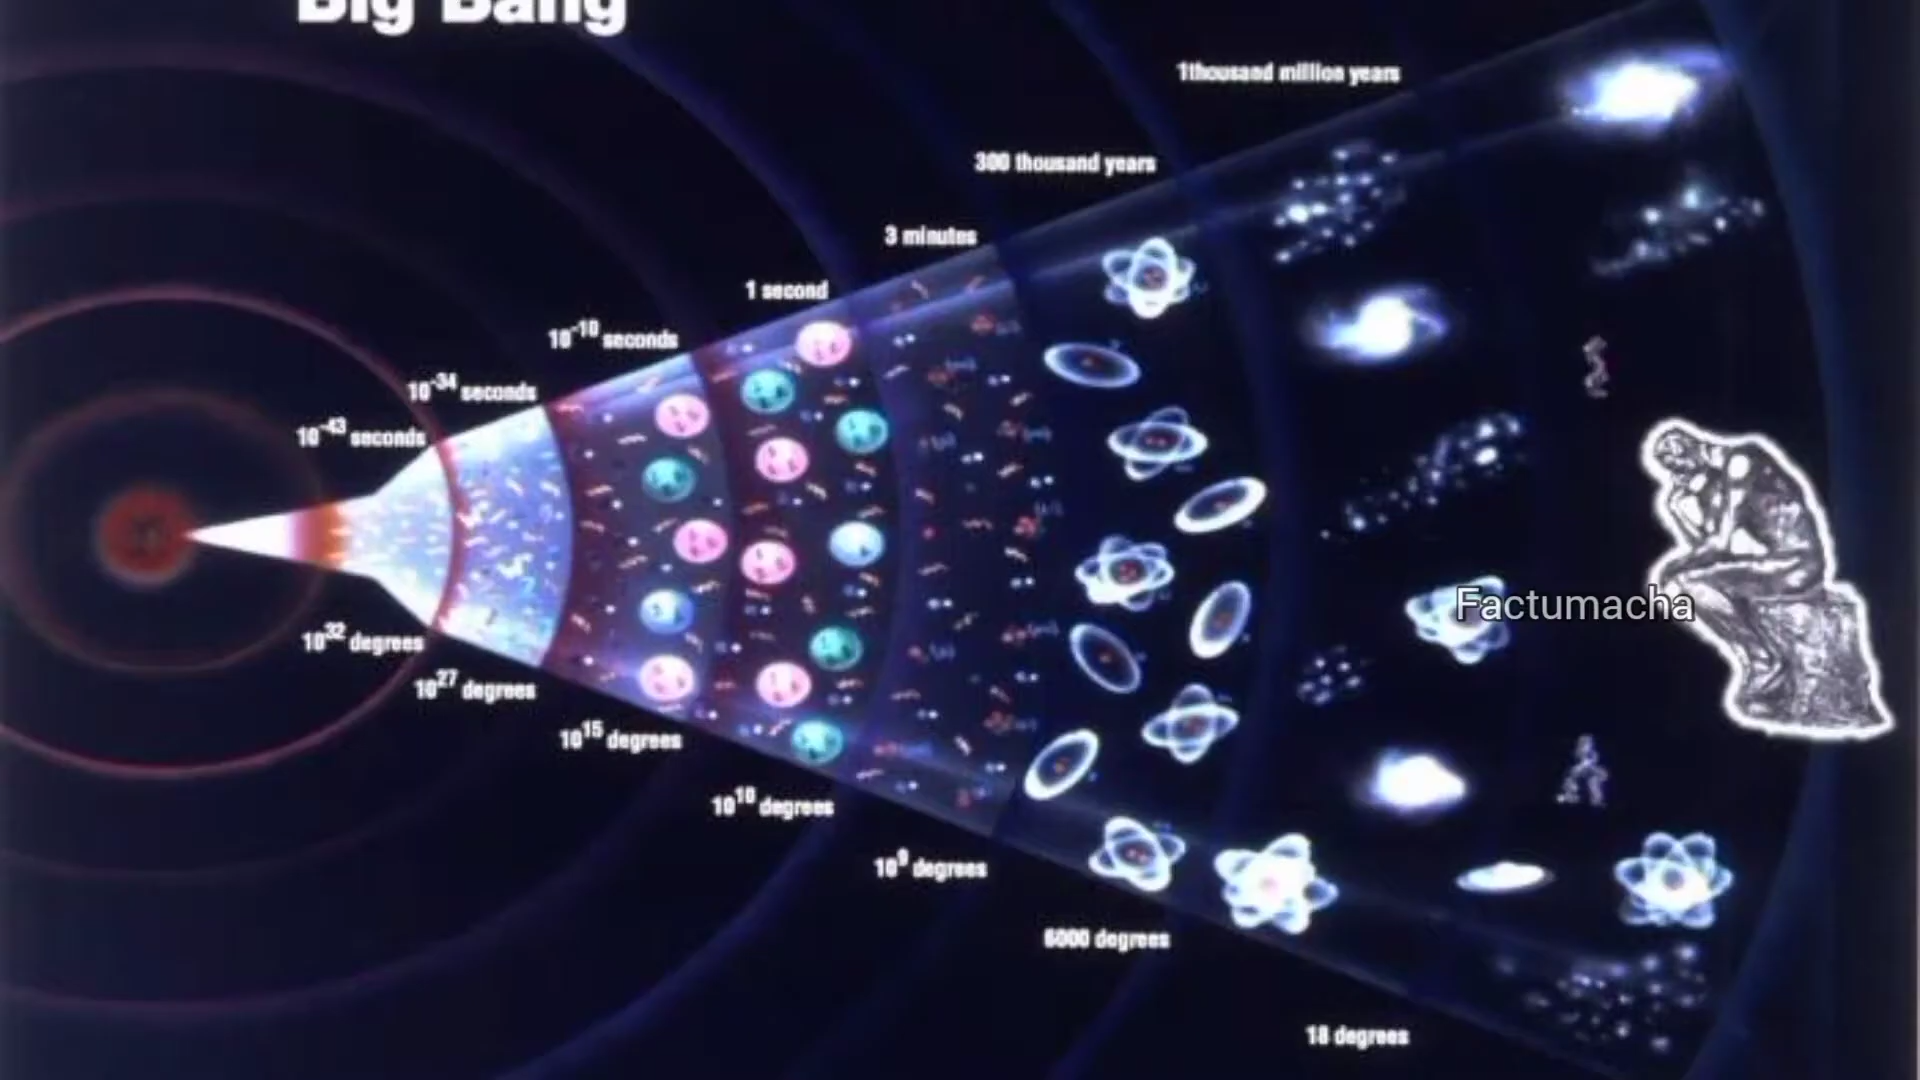 Big Bang
1thousand million years
300 thousand years
3 minutes
1 second
10⁻¹⁰ seconds
10⁻³⁴ seconds
10⁻⁴³ seconds
Factumacha
10³² degrees
10²⁷ degrees
10¹⁵ degrees
10¹⁰ degrees
10⁹ degrees
6000 degrees
18 degrees